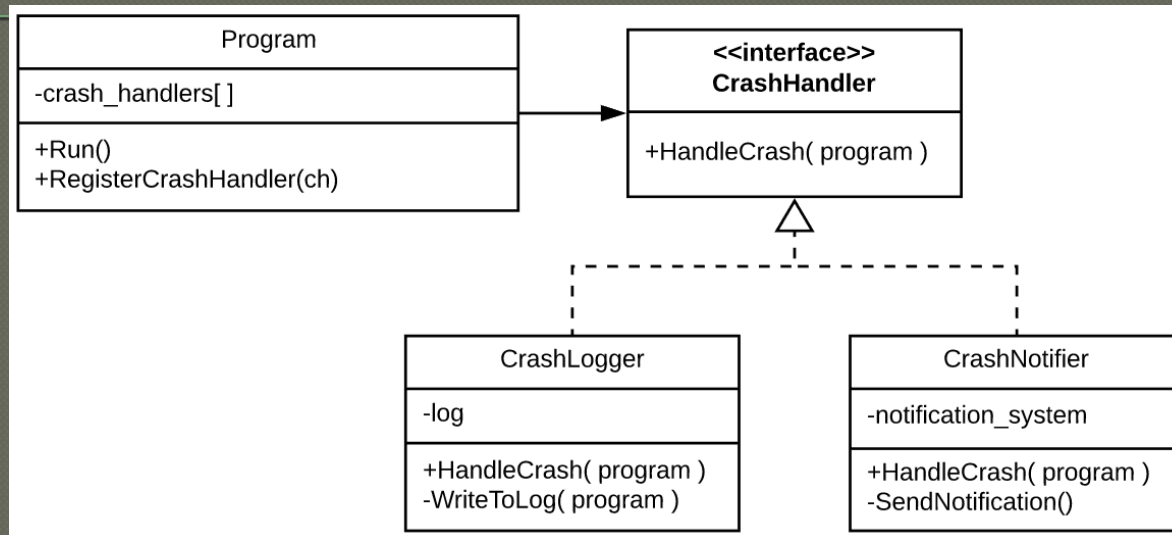 Program
-crash_handlers[ ]
+Run()
+RegisterCrashHandler(ch)
<<interface>>
CrashHandler
+HandleCrash( program )
CrashLogger
-log
+HandleCrash( program )
-WriteToLog( program )
CrashNotifier
-notification_system
+HandleCrash( program )
-SendNotification()